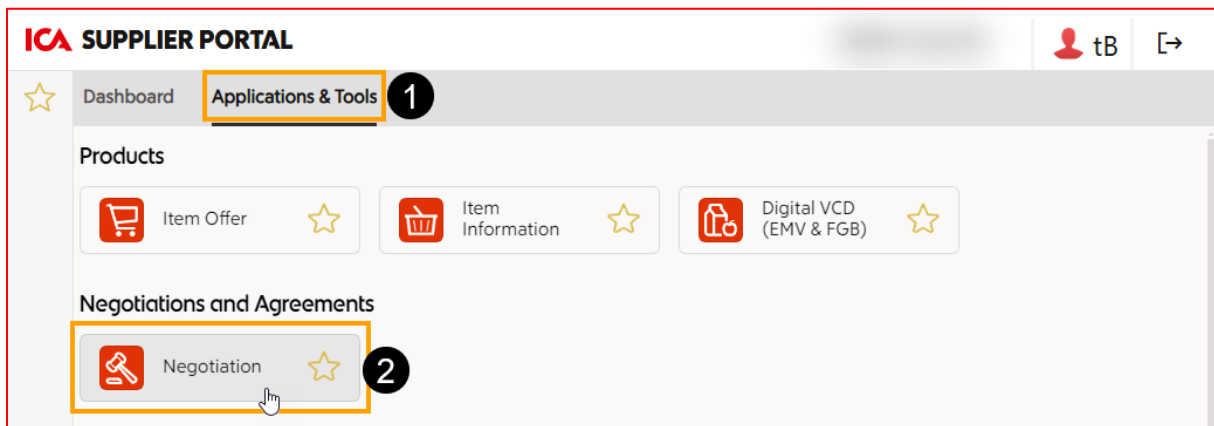 ICA SUPPLIER PORTAL
tB
Dashboard
Applications & Tools
1
Products
Item Offer
Item
Information
Digital VCD
(EMV & FGB)
Negotiations and Agreements
Negotiation
2